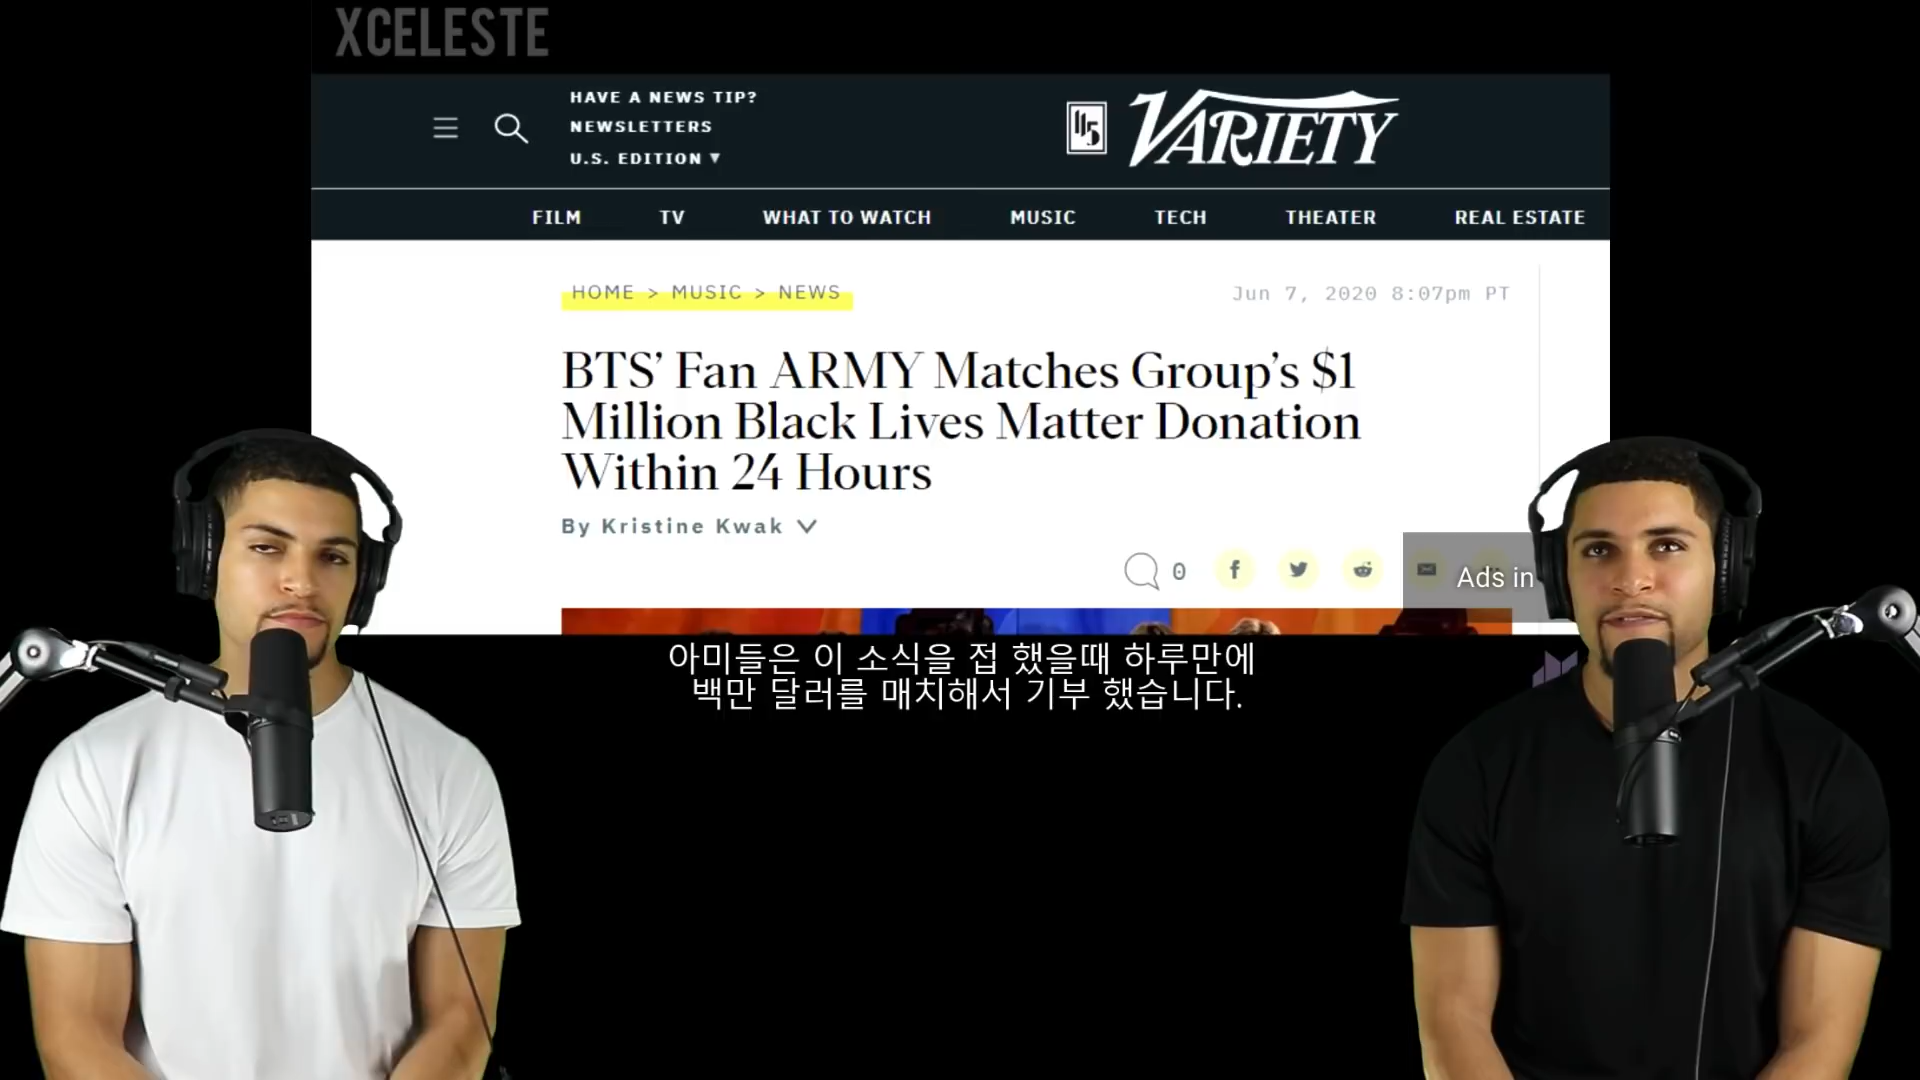 XCELESTE
HAVE A NEWS TIP?
NEWSLETTERS
U.S. EDITION ▼
115
VARIETY
FILM TV WHAT TO WATCH MUSIC TECH THEATER REAL ESTATE
HOME > MUSIC > NEWS
Jun 7, 2020 8:07pm PT
BTS’ Fan ARMY Matches Group’s $1
Million Black Lives Matter Donation
Within 24 Hours
By Kristine Kwak
0
Ads in
아미들은 이 소식을 접 했을때 하루만에
백만 달러를 매치해서 기부 했습니다.